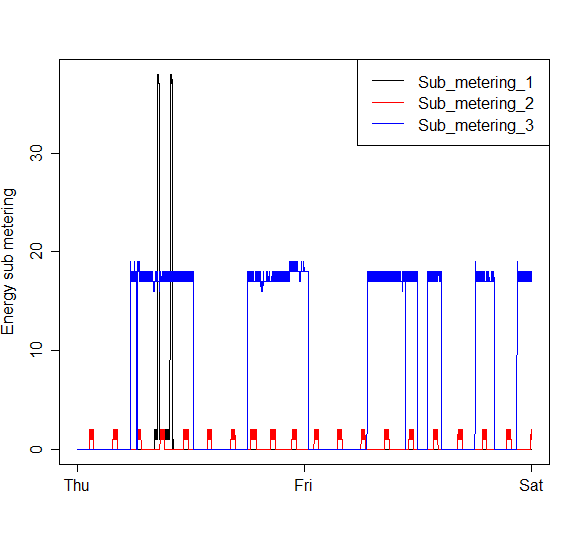 Sub_metering_1
Sub_metering_2
Sub_metering_3
Energy sub metering
30
20
10
0
Thu
Fri
Sat